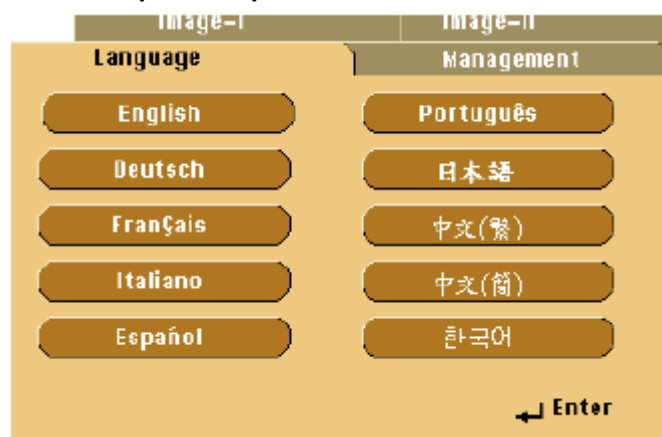 Image-I Image-II
Language Management
English Português
Deutsch 日本語
FranÇais 中文(繁)
Italiano 中文(簡)
Español 한국어
Enter